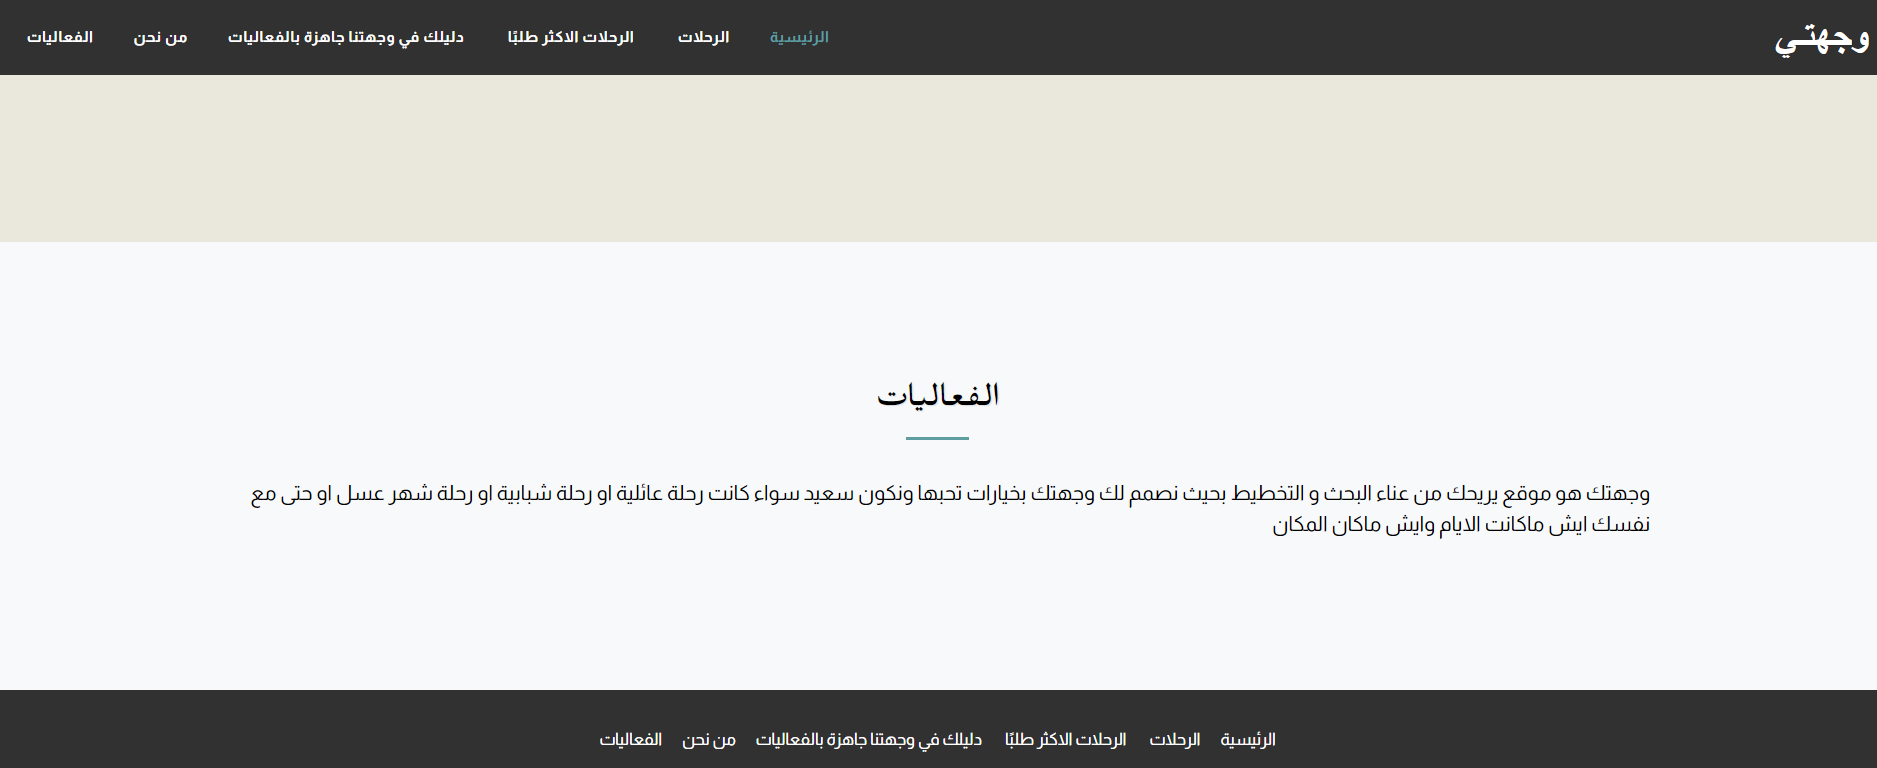 وجهتي
الرئيسية الرحلات الرحلات الاكثر طلبًا دليلك في وجهتنا جاهزة بالفعاليات من نحن الفعاليات
الفعاليات
وجهتك هو موقع يريحك من عناء البحث و التخطيط بحيث نصمم لك وجهتك بخيارات تحبها ونكون سعيد سواء كانت رحلة عائلية او رحلة شبابية او رحلة شهر عسل او حتى مع
نفسك ايش ماكانت الايام وايش ماكان المكان
الرئيسية الرحلات الرحلات الاكثر طلبًا دليلك في وجهتنا جاهزة بالفعاليات من نحن الفعاليات